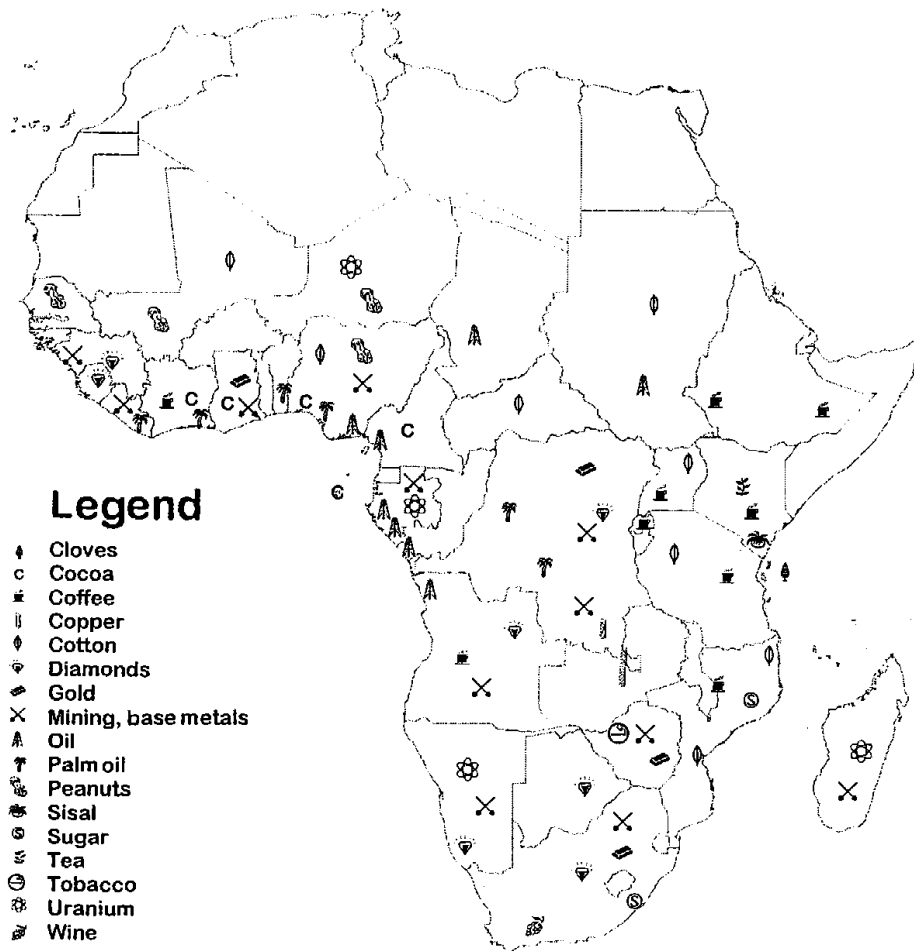 Legend
Cloves
c Cocoa
Coffee
Copper
Cotton
Diamonds
Gold
Mining, base metals
Oil
Palm oil
Peanuts
Sisal
S Sugar
Tea
Tobacco
Uranium
Wine
C
C
C
C
C
S
S